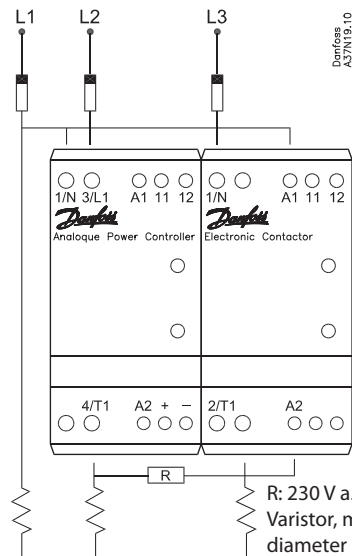 L1 L2 L3
Danfoss
A37N19.10
1/N 3/L1 A1 11 12 1/N A1 11 12
Danfoss Danfoss
Analogue Power Controller Electronic Contactor
4/T1 A2 + − 2/T1 A2
R
R: 230 V a.
Varistor, m
diameter